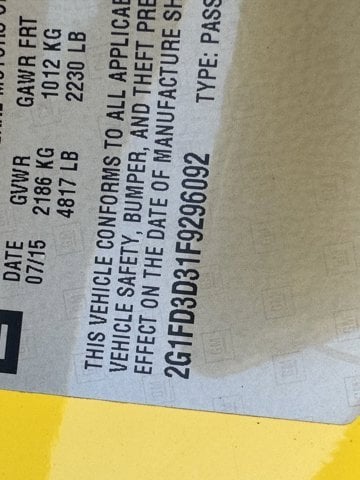 DATE GVWR GAWR FRT
07/15 2186 KG 1012 KG
4817 LB 2230 LB
THIS VEHICLE CONFORMS TO ALL APPLICAB
VEHICLE SAFETY, BUMPER, AND THEFT PRE
EFFECT ON THE DATE OF MANUFACTURE SH
2G1FD3D31F9296092 TYPE: PASS